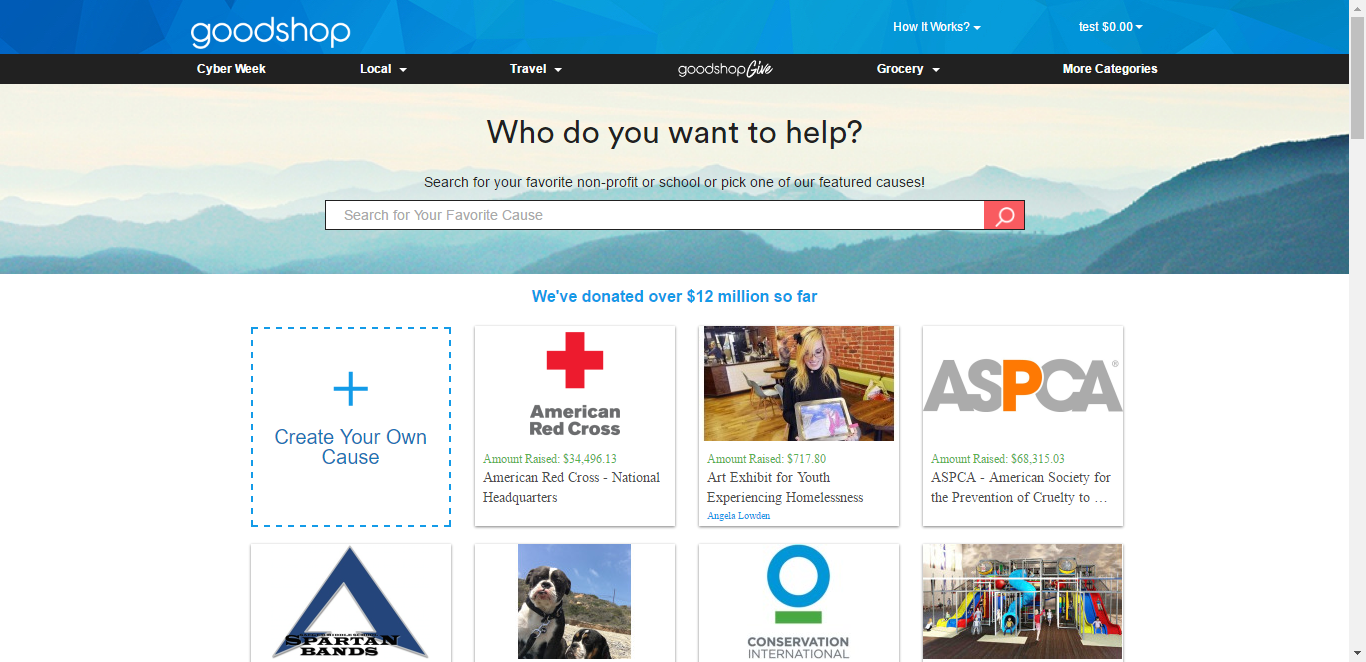 goodshop
How It Works?
test $0.00
Cyber Week
Local
Travel
goodshop Give
Grocery
More Categories
Who do you want to help?
Search for your favorite non-profit or school or pick one of our featured causes!
Search for Your Favorite Cause
We've donated over $12 million so far
Create Your Own
Cause
American
Red Cross
Amount Raised: $34,496.13
American Red Cross - National
Headquarters
Amount Raised: $717.80
Art Exhibit for Youth
Experiencing Homelessness
Angela Lowden
ASPCA®
Amount Raised: $68,315.03
ASPCA - American Society for
the Prevention of Cruelty to …
SPARTAN
BANDS
CONSERVATION
INTERNATIONAL